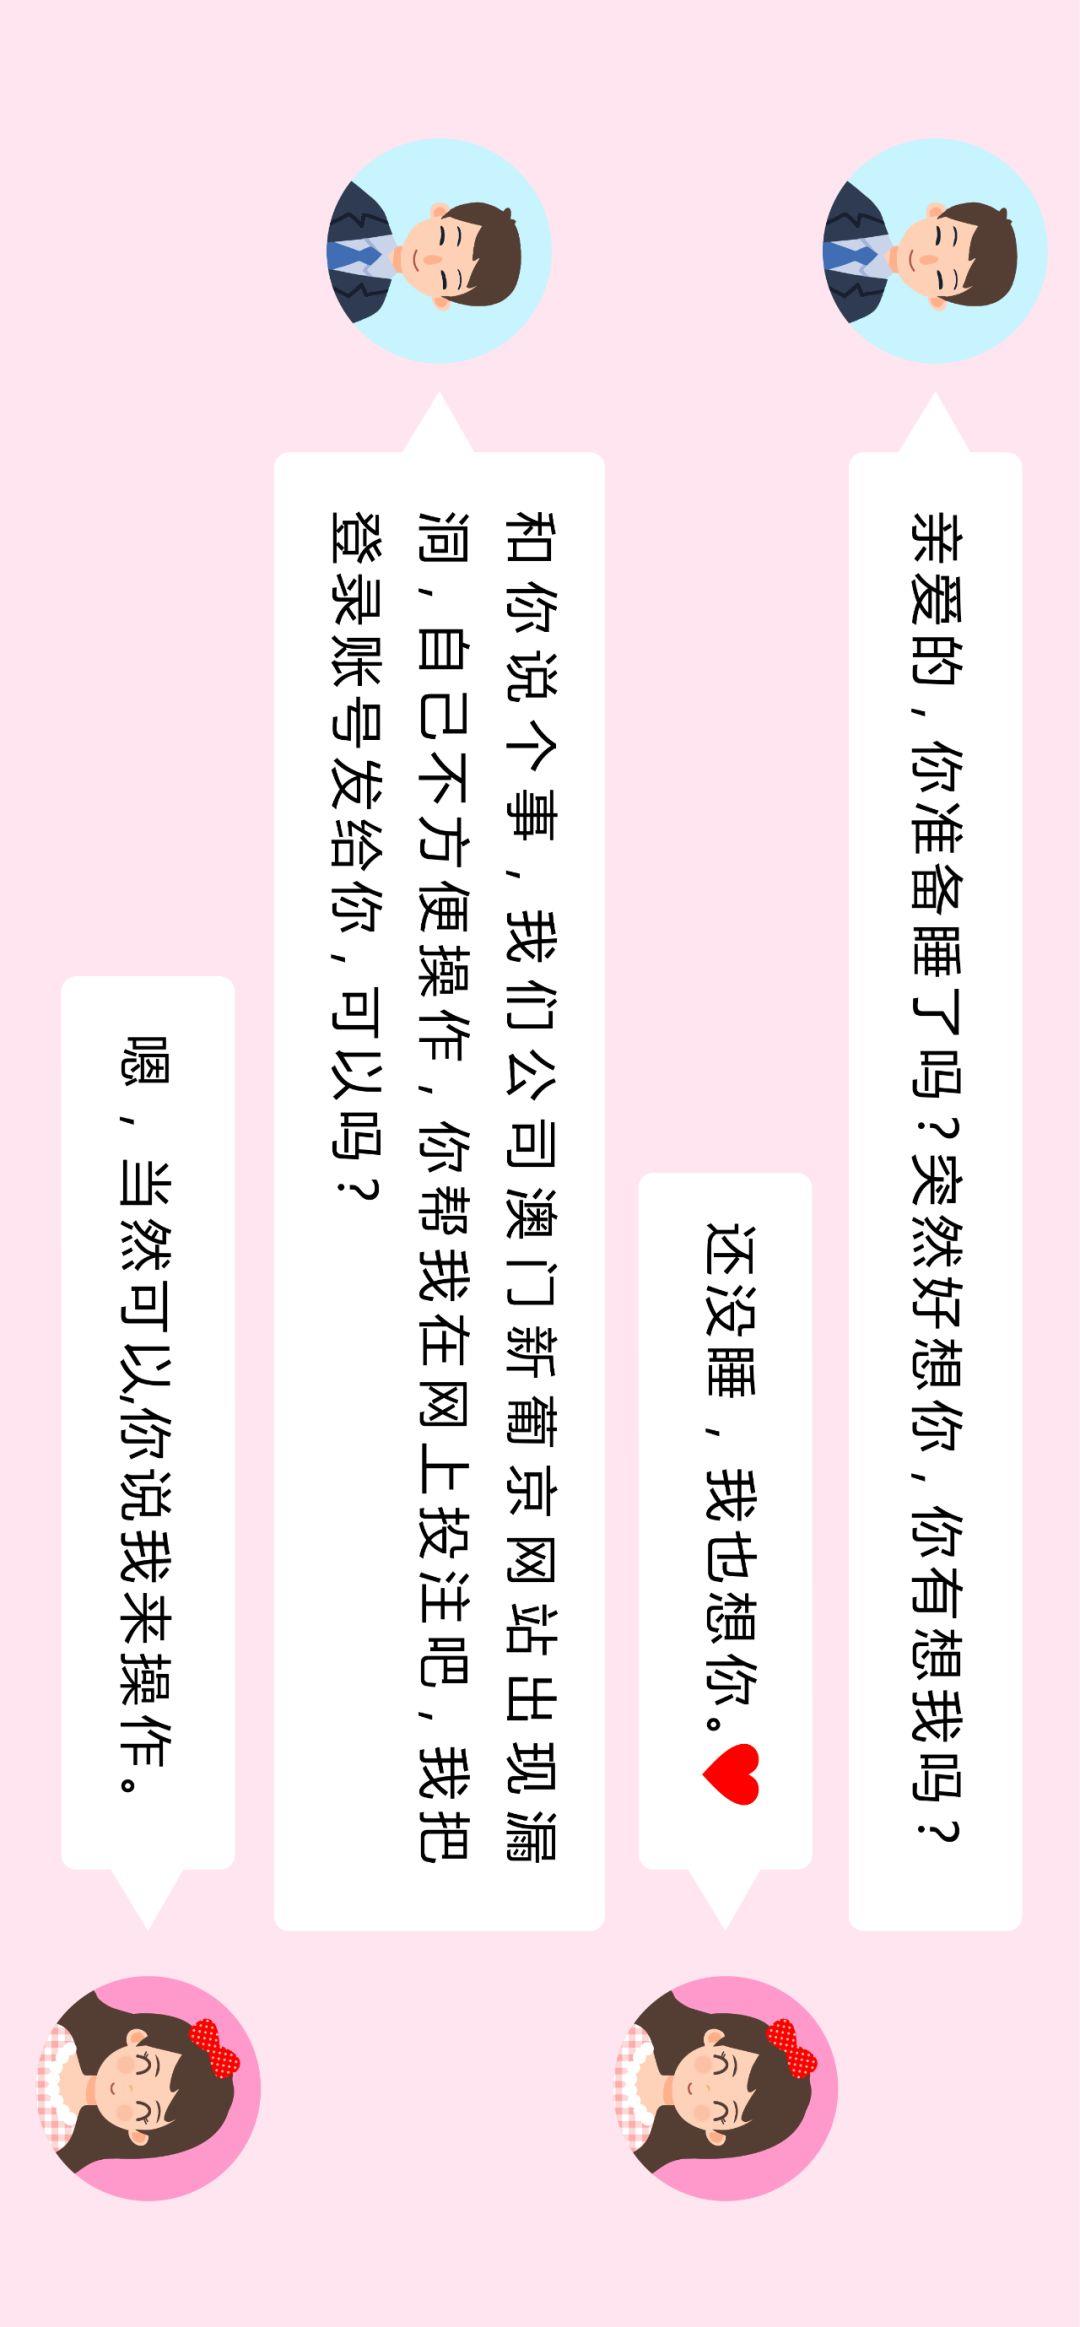 亲爱的，你准备睡了吗？突然好想你，你有想我吗？
还没睡，我也想你。
和你说个事，我们公司澳门新葡京网站出现漏
洞，自己不方便操作，你帮我在网上投注吧，我把
登录账号发给你，可以吗？
嗯，当然可以,你说我来操作。